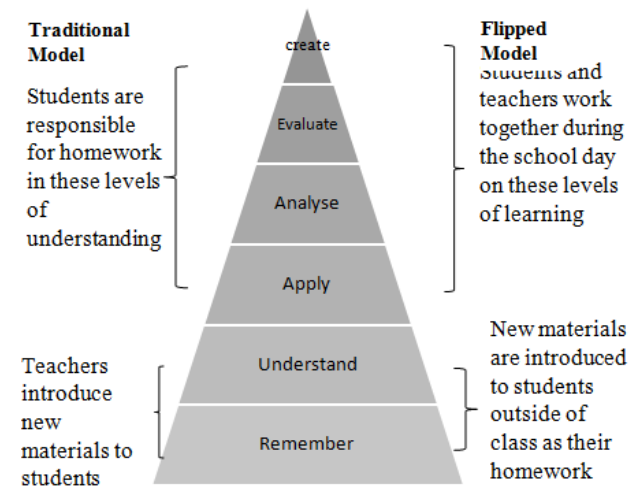 Traditional
Model
Students are
responsible
for homework
in these levels
of
understanding
Teachers
introduce
new
materials to
students
create
Evaluate
Analyse
Apply
Understand
Remember
Flipped
Model
Students and
teachers work
together during
the school day
on these levels
of learning
New materials
are introduced
to students
outside of
class as their
homework